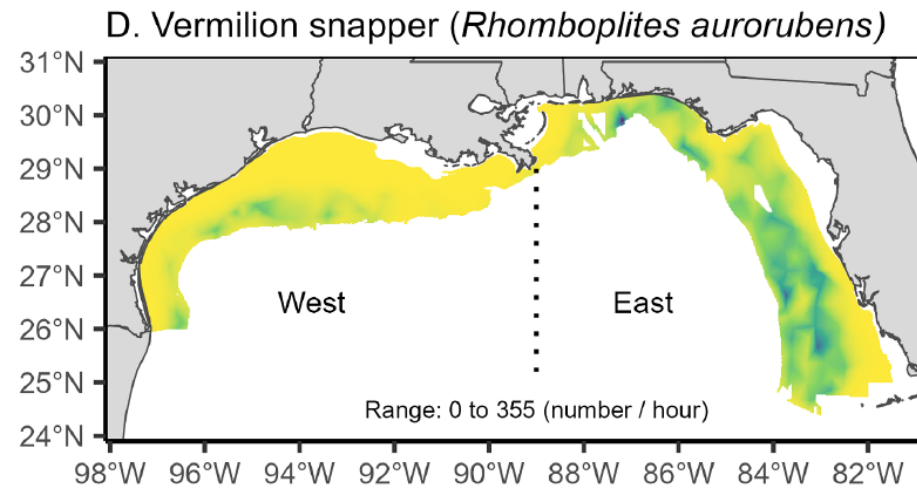 D. Vermilion snapper (Rhomboplites aurorubens)
31°N
30°N
29°N
28°N
27°N
26°N
25°N
24°N
West
East
Range: 0 to 355 (number / hour)
98°W 96°W 94°W 92°W 90°W 88°W 86°W 84°W 82°W